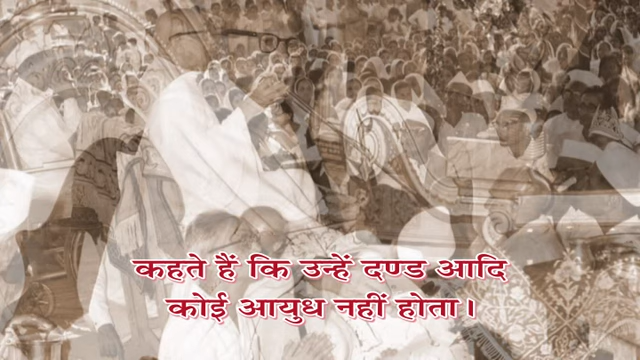 कहते हैं कि उन्हें दण्ड आदि
कोई आयुध नहीं होता।